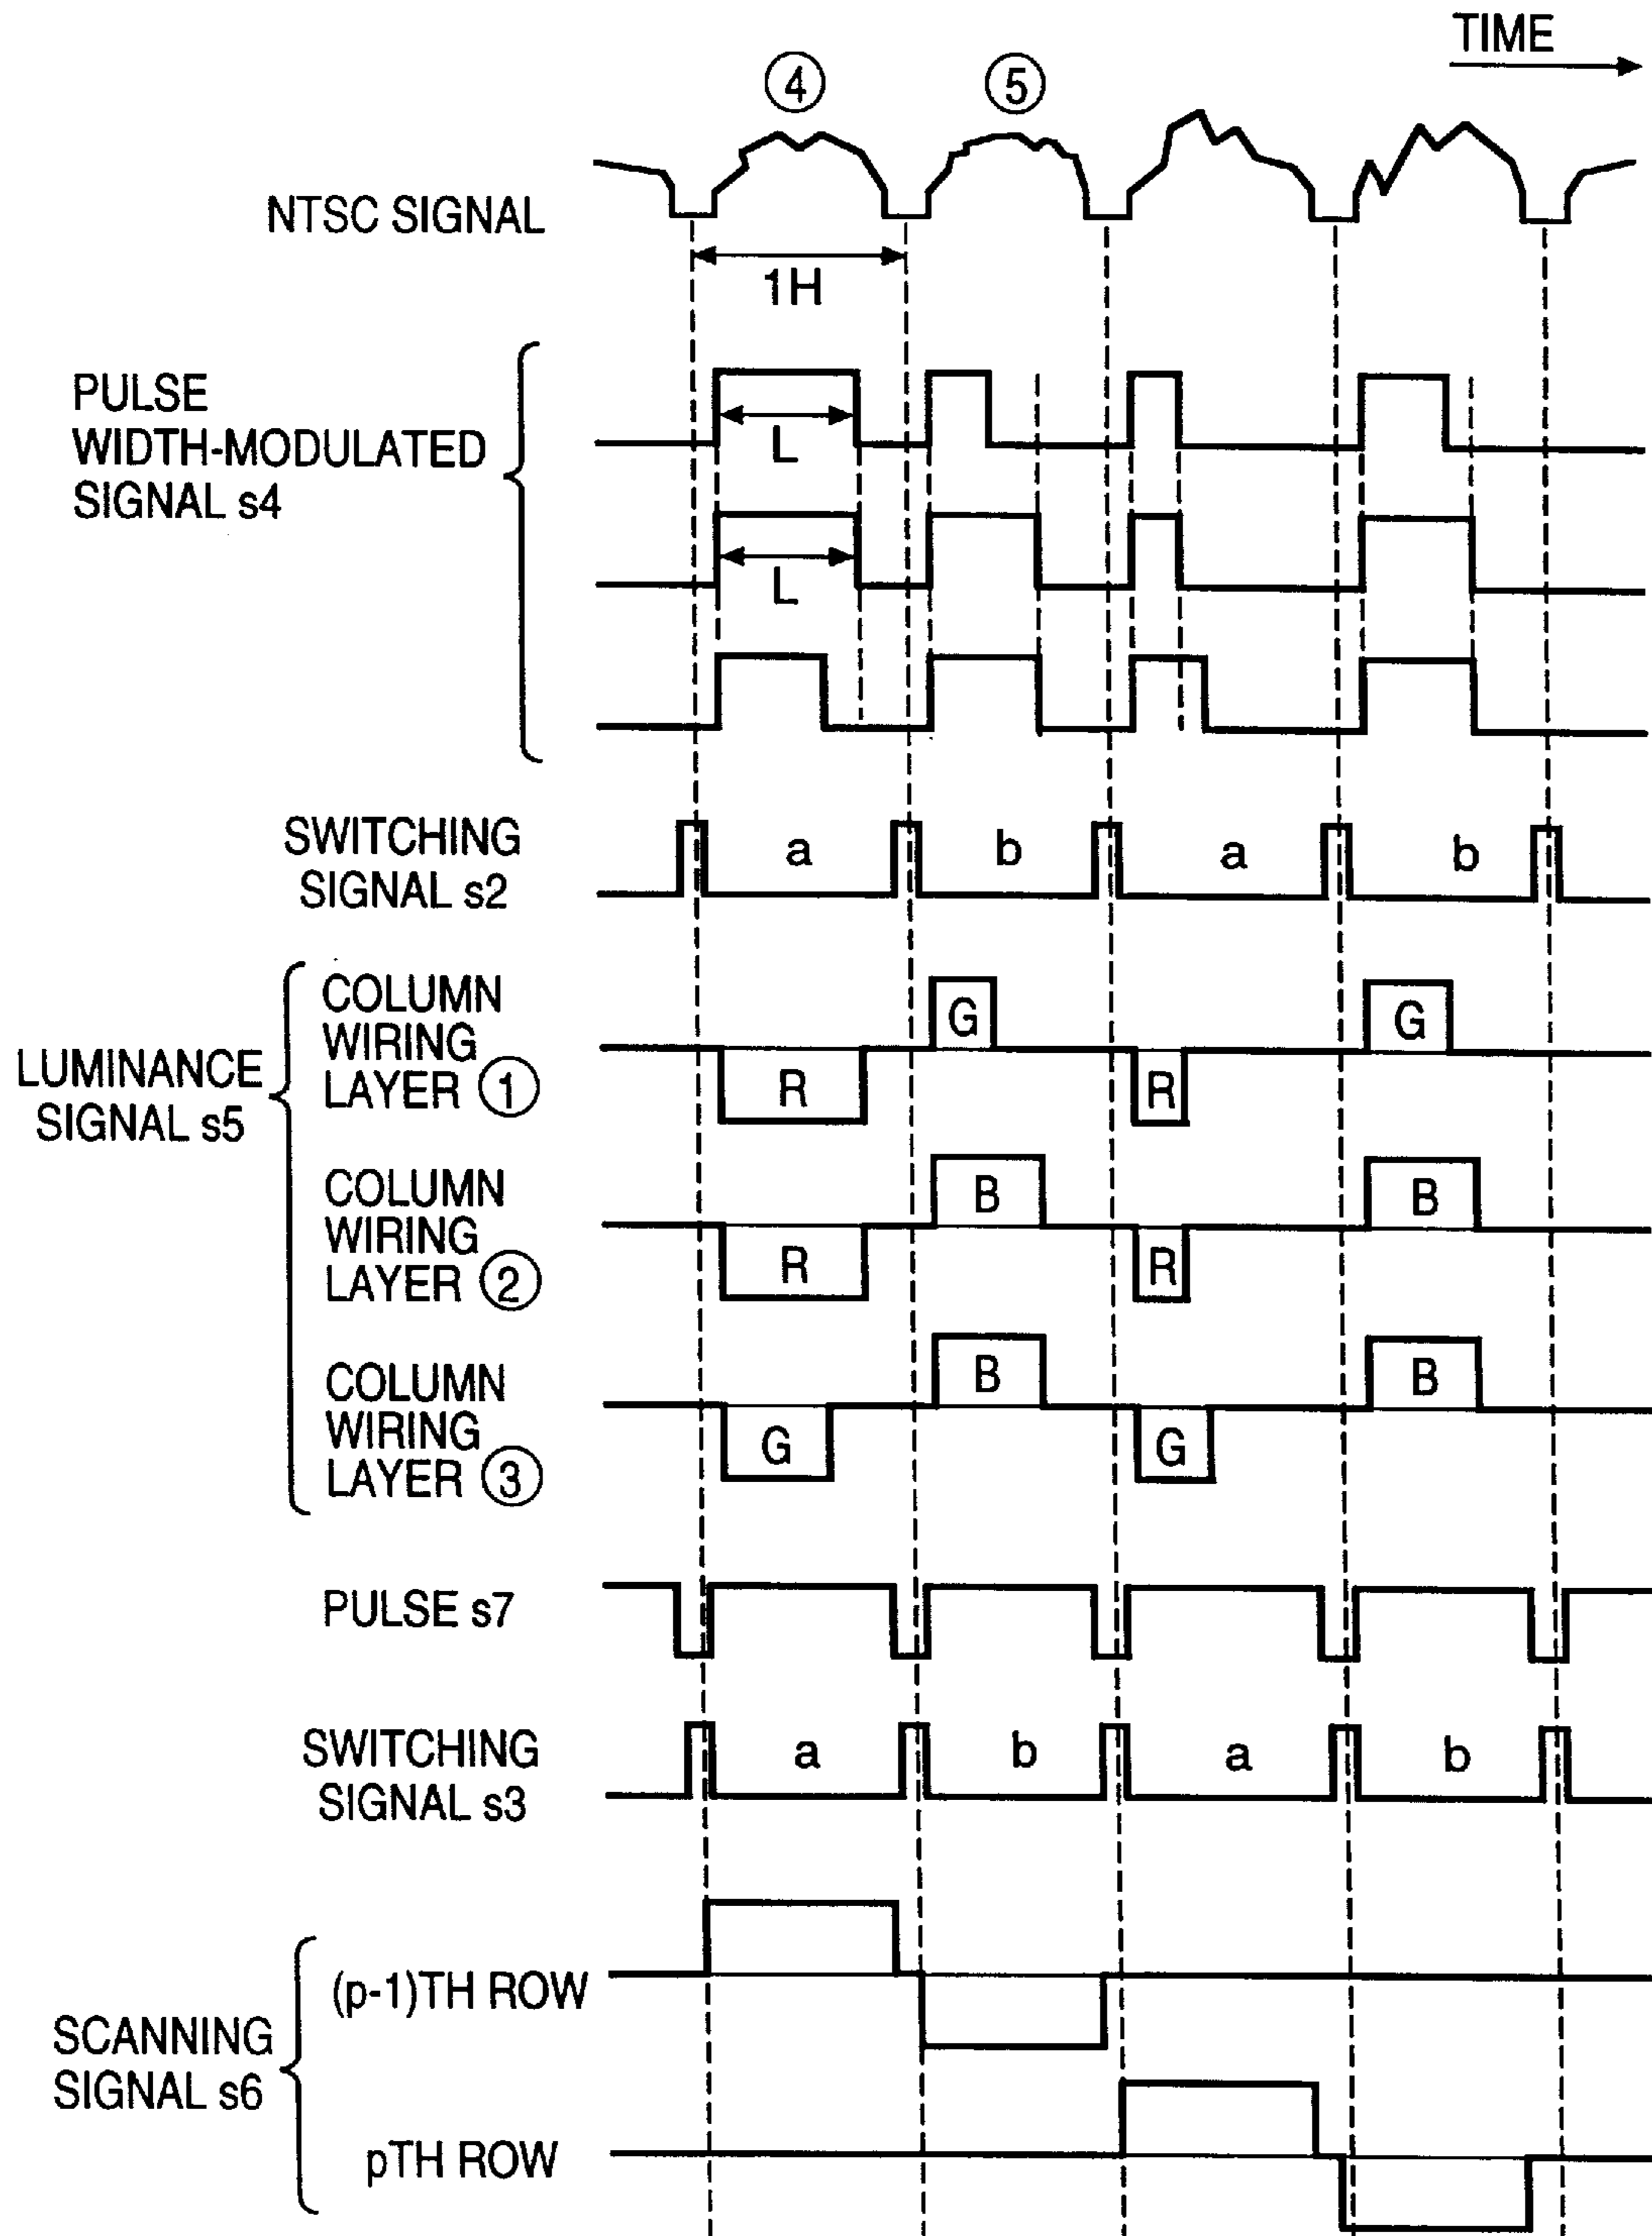 TIME
④ ⑤
NTSC SIGNAL
1H
PULSE
WIDTH-MODULATED
SIGNAL s4
L
L
SWITCHING
SIGNAL s2
a b a b
LUMINANCE
SIGNAL s5
COLUMN
WIRING
LAYER ①
G G
R R
COLUMN
WIRING
LAYER ②
B B
R R
COLUMN
WIRING
LAYER ③
B B
G G
PULSE s7
SWITCHING
SIGNAL s3
a b a b
SCANNING
SIGNAL s6
(p-1)TH ROW
pTH ROW